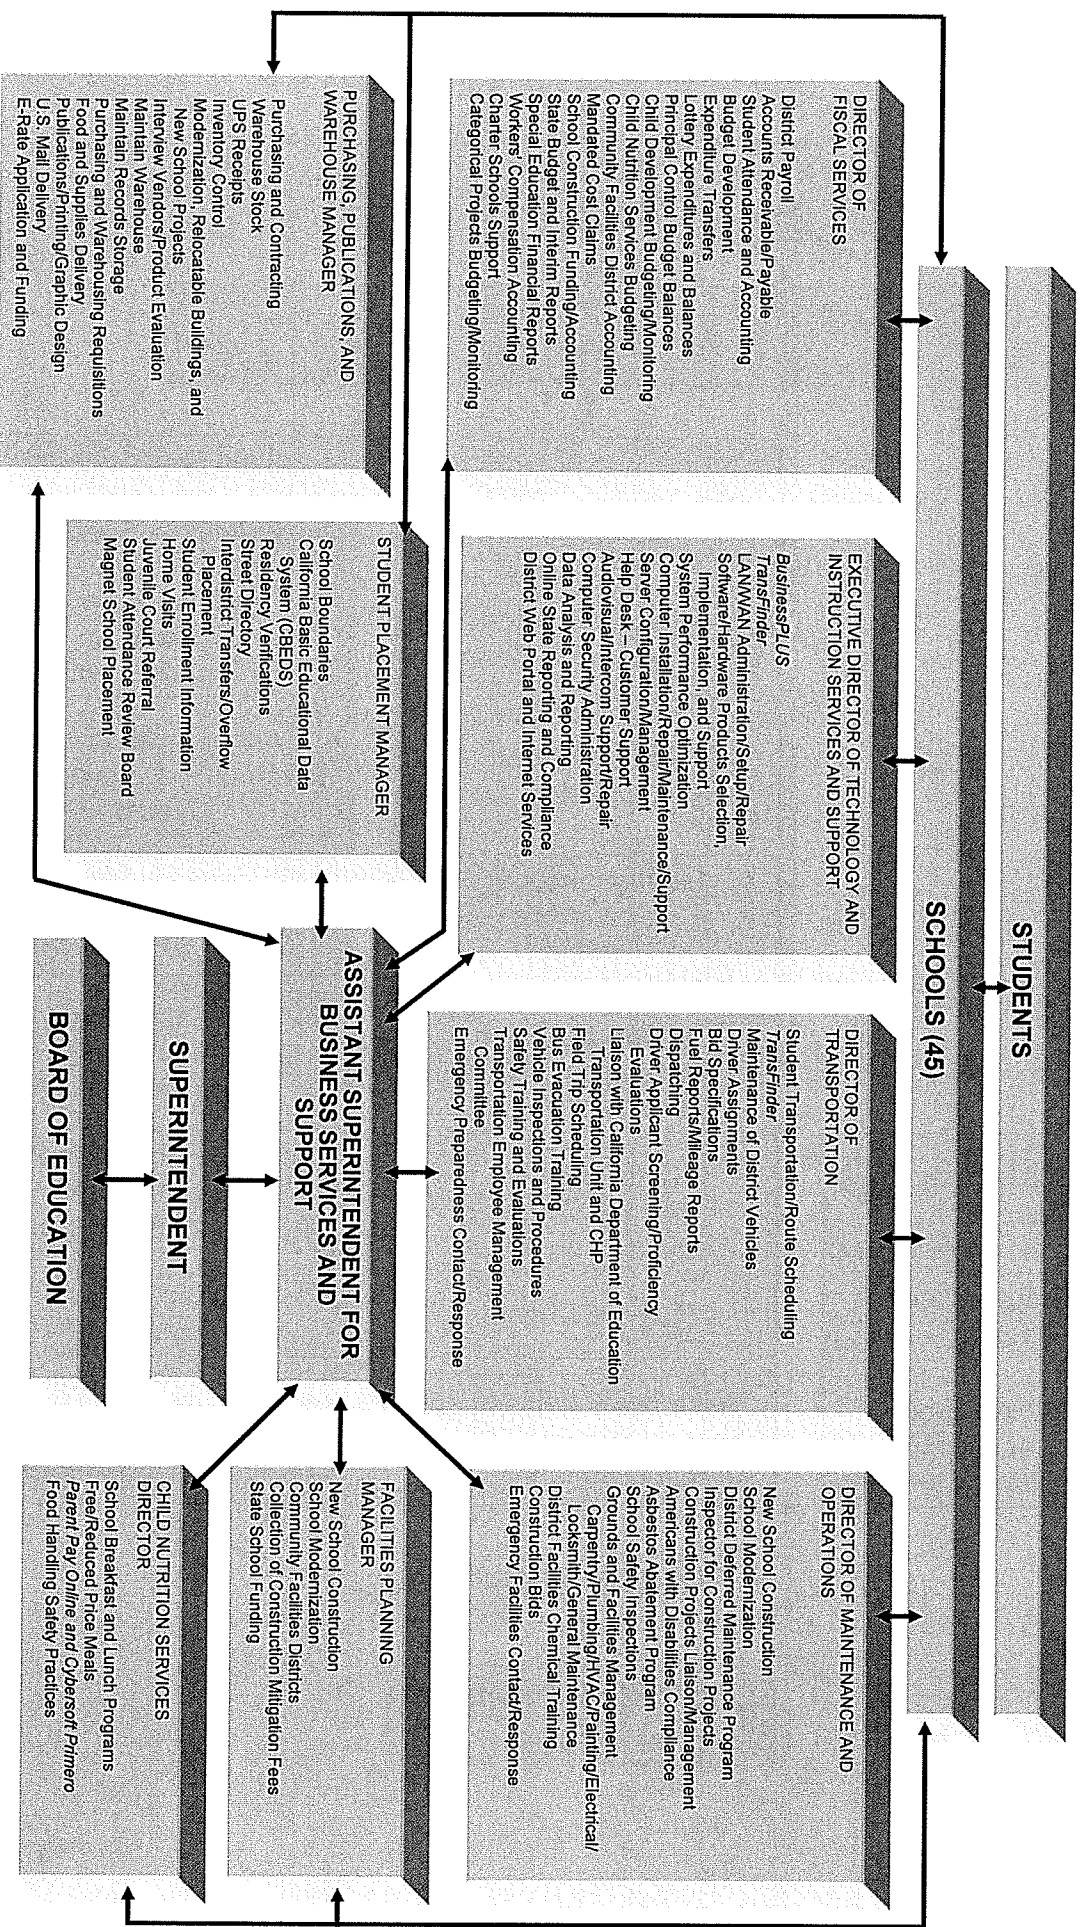 STUDENTS
SCHOOLS (45)
DIRECTOR OF
FISCAL SERVICES
District Payroll
Accounts Receivable/Payable
Student Attendance and Accounting
Budget Development
Expenditure Transfers
Lottery Expenditures and Balances
Principal Control Budget Balances
Child Development Budgeting/Monitoring
Child Nutrition Services Budgeting
Community Facilities District Accounting
Mandated Cost Claims
School Construction Funding/Accounting
State Budget and Interim Reports
Special Education Financial Reports
Workers' Compensation Accounting
Charter Schools Support
Categorical Projects Budgeting/Monitoring
EXECUTIVE DIRECTOR OF TECHNOLOGY AND
INSTRUCTION SERVICES AND SUPPORT
BusinessPLUS
TransFinder
LAN/WAN Administration/Setup/Repair
Software/Hardware Products Selection,
Implementation, and Support
System Performance Optimization
Computer Installation/Repair/Maintenance/Support
Server Configuration/Management
Help Desk – Customer Support
Audiovisual/Intercom Support/Repair
Computer Security Administration
Data Analysis and Reporting
Online State Reporting and Compliance
District Web Portal and Internet Services
DIRECTOR OF
TRANSPORTATION
Student Transportation/Route Scheduling
TransFinder
Maintenance of District Vehicles
Driver Assignments
Bid Specifications
Fuel Reports/Mileage Reports
Dispatching
Driver Applicant Screening/Proficiency
Evaluations
Liaison with California Department of Education
Transportation Unit and CHP
Field Trip Scheduling
Bus Evacuation Training
Vehicle Inspections and Procedures
Safety Training and Evaluations
Transportation Employee Management
Committee
Emergency Preparedness Contact/Response
DIRECTOR OF MAINTENANCE AND
OPERATIONS
New School Construction
School Modernization
District Deferred Maintenance Program
Inspector for Construction Projects
Construction Projects Liaison/Management
Americans with Disabilities Compliance
Asbestos Abatement Program
School Safety Inspections
Grounds and Facilities Management
Carpentry/Plumbing/HVAC/Painting/Electrical/
Locksmith/General Maintenance
District Facilities Chemical Training
Construction Bids
Emergency Facilities Contact/Response
PURCHASING, PUBLICATIONS, AND
WAREHOUSE MANAGER
Purchasing and Contracting
Warehouse Stock
UPS Receipts
Inventory Control
Modernization, Relocatable Buildings, and
New School Projects
Interview Vendors/Product Evaluation
Maintain Warehouse
Maintain Records Storage
Purchasing and Warehousing Requisitions
Food and Supplies Delivery
Publications/Printing/Graphic Design
U.S. Mail Delivery
E-Rate Application and Funding
STUDENT PLACEMENT MANAGER
School Boundaries
California Basic Educational Data
System (CBEDS)
Residency Verifications
Street Directory
Interdistrict Transfers/Overflow
Placement
Student Enrollment Information
Home Visits
Juvenile Court Referral
Student Attendance Review Board
Magnet School Placement
ASSISTANT SUPERINTENDENT FOR
BUSINESS SERVICES AND
SUPPORT
SUPERINTENDENT
BOARD OF EDUCATION
FACILITIES PLANNING
MANAGER
New School Construction
School Modernization
Community Facilities Districts
Collection of Construction Mitigation Fees
State School Funding
CHILD NUTRITION SERVICES
DIRECTOR
School Breakfast and Lunch Programs
Free/Reduced Price Meals
Parent Pay Online and Cybersoft Primero
Food Handling Safety Practices